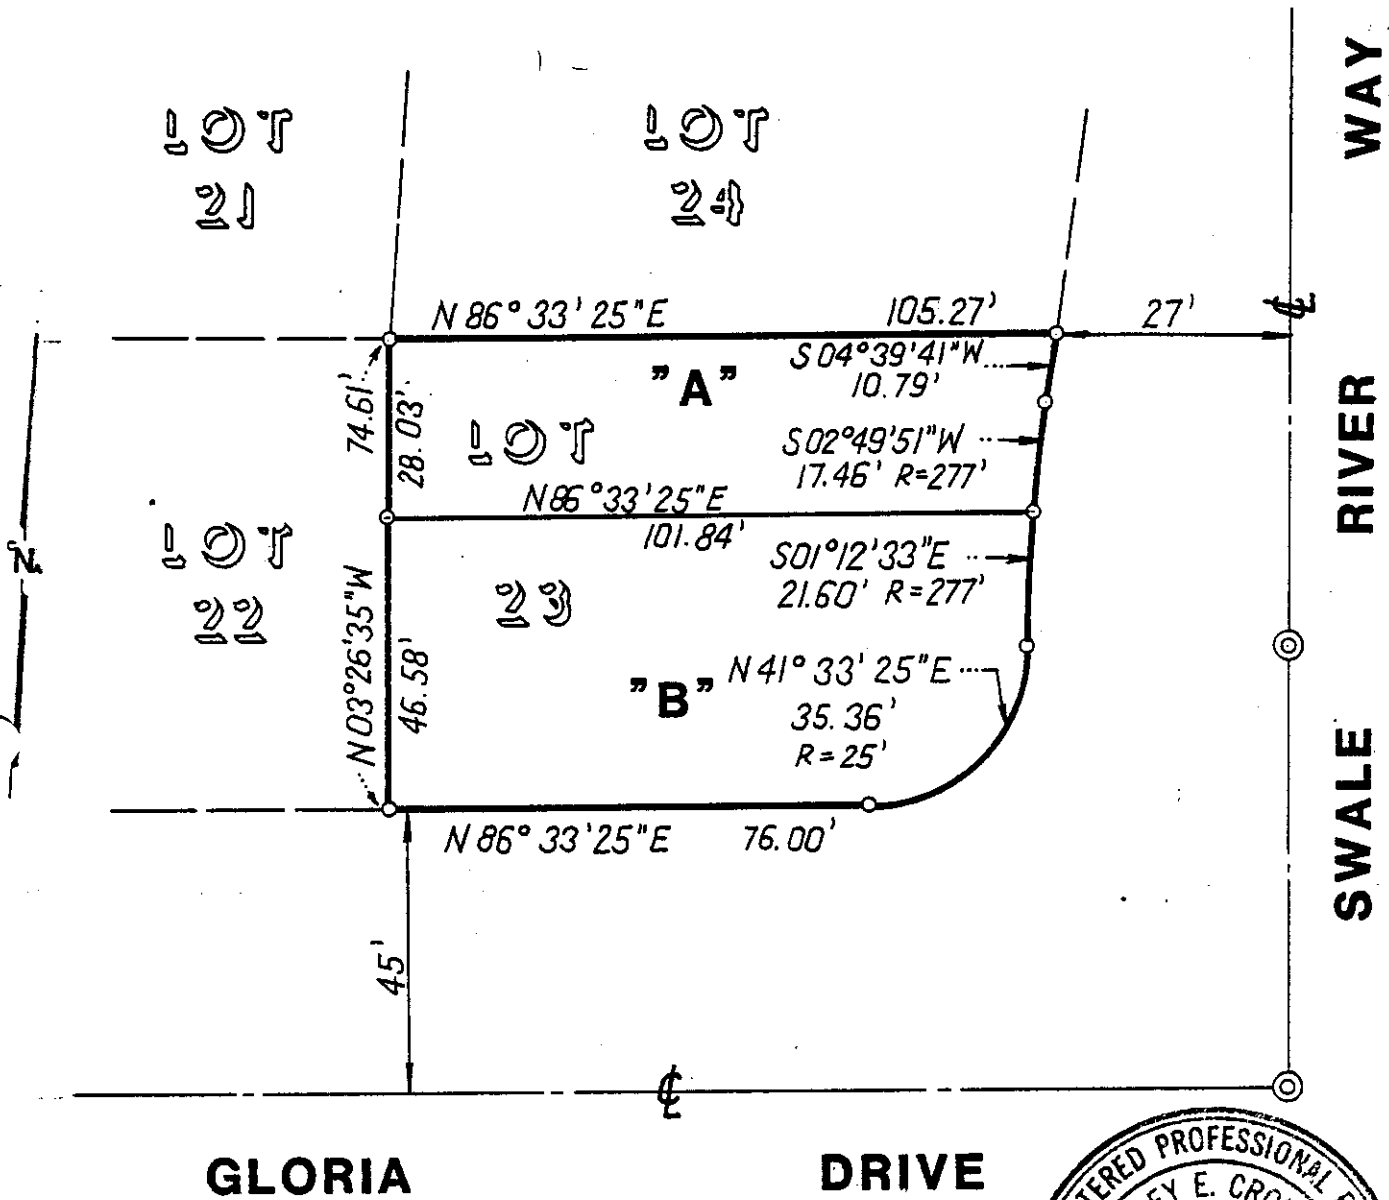 WAY
RIVER
SWALE
LOT
21
LOT
24
N 86° 33' 25" E 105.27' 27'
S 04° 39' 41" W
10.79'
"A"
74.61'
28.03'
LOT
S 02° 49' 51" W
17.46' R=277'
N 86° 33' 25" E
101.84'
S 01° 12' 33" E
21.60' R=277'
N
LOT
22
23
N 03° 26' 35" W
46.58'
"B"
N 41° 33' 25" E
35.36'
R=25'
N 86° 33' 25" E 76.00'
45'
GLORIA DRIVE
PROFESSIONAL
E.